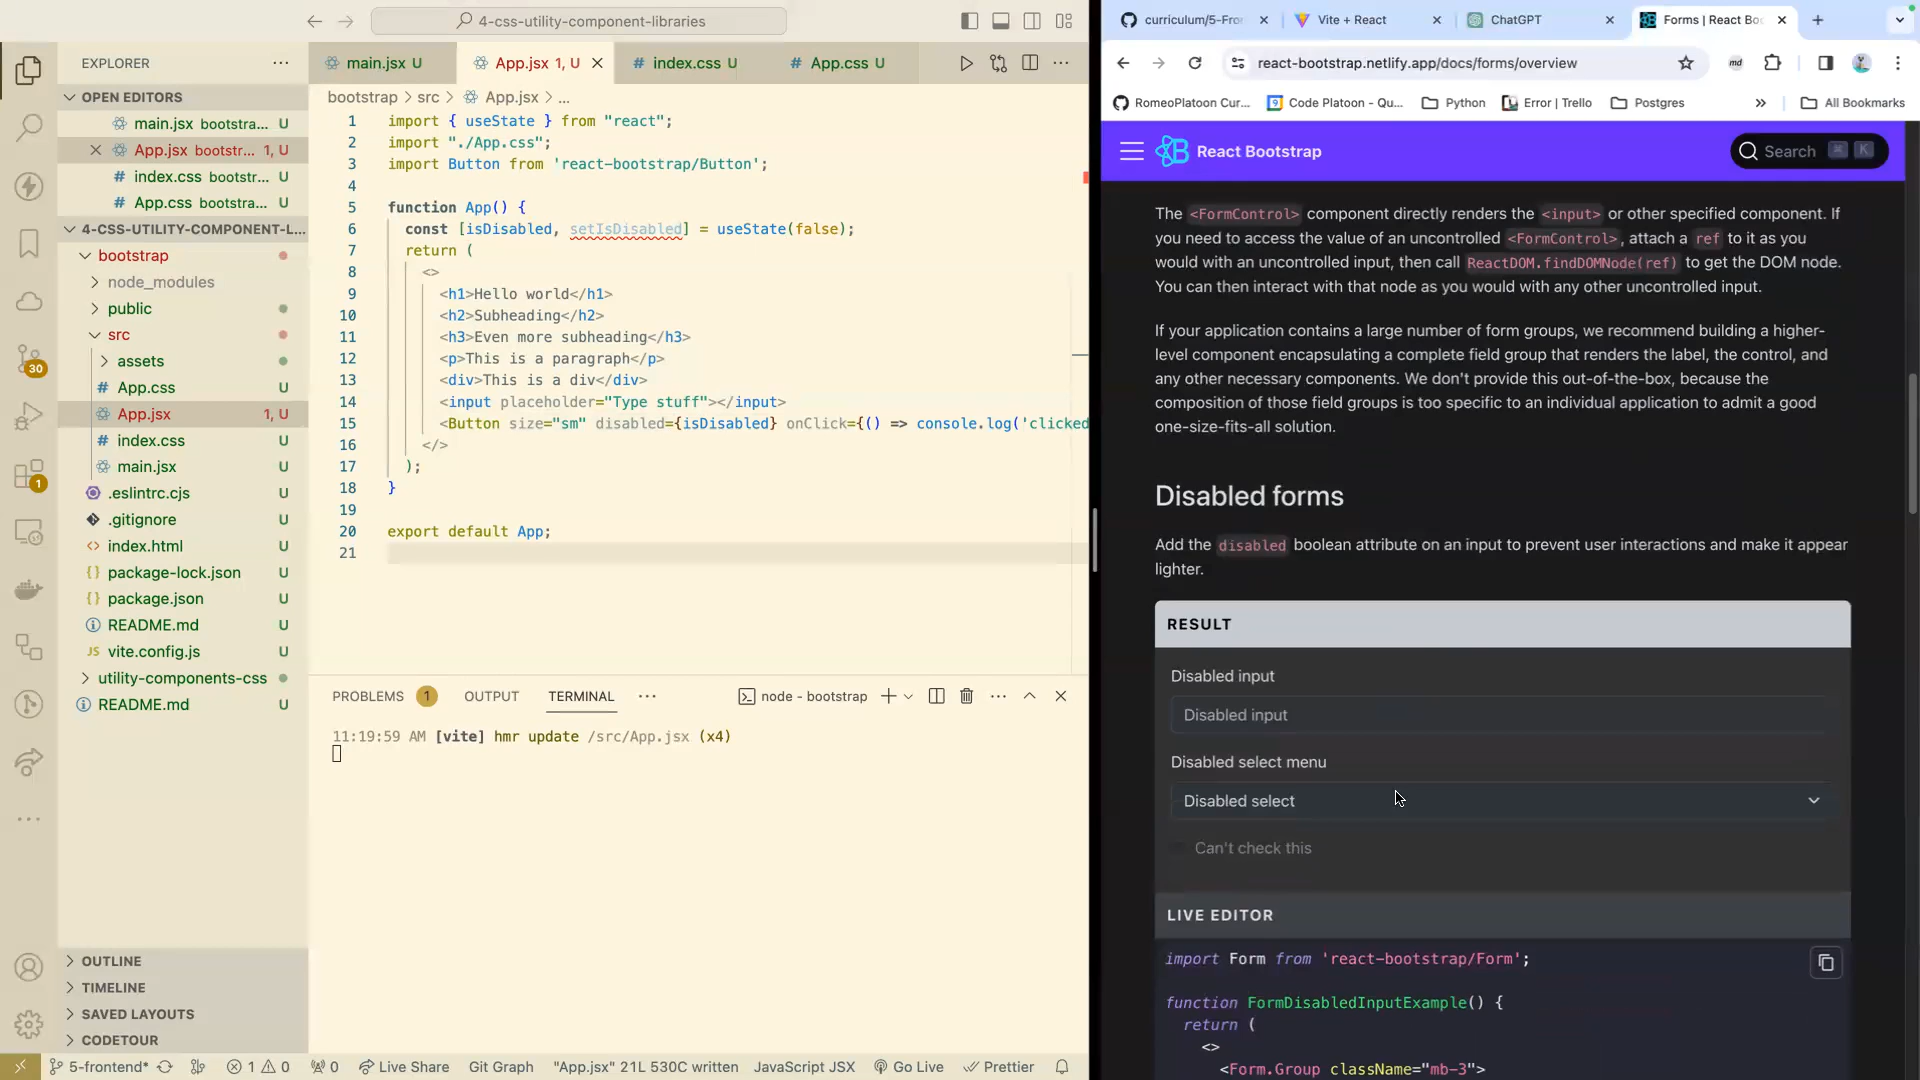 4-css-utility-component-libraries
EXPLORER
OPEN EDITORS
main.jsx bootstra... U
App.jsx bootstr... 1, U
index.css bootstr... U
App.css bootstra... U
4-CSS-UTILITY-COMPONENT-L...
bootstrap
node_modules
public
src
assets
App.css U
App.jsx 1, U
index.css U
main.jsx U
.eslintrc.cjs U
.gitignore U
index.html U
package-lock.json U
package.json U
README.md U
vite.config.js U
utility-components-css
README.md U
OUTLINE
TIMELINE
SAVED LAYOUTS
CODETOUR
30
1
main.jsx U
App.jsx 1, U
index.css U
App.css U
bootstrap > src > App.jsx > ...
1 import { useState } from "react";
2 import "./App.css";
3 import Button from 'react-bootstrap/Button';
4
5 function App() {
6 const [isDisabled, setIsDisabled] = useState(false);
7 return (
8 <>
9 <h1>Hello world</h1>
10 <h2>Subheading</h2>
11 <h3>Even more subheading</h3>
12 <p>This is a paragraph</p>
13 <div>This is a div</div>
14 <input placeholder="Type stuff"></input>
15 <Button size="sm" disabled={isDisabled} onClick={() => console.log('clicked
16 </>
17 );
18 }
19
20 export default App;
21
PROBLEMS 1 OUTPUT TERMINAL ... node - bootstrap
11:19:59 AM [vite] hmr update /src/App.jsx (x4)
5-frontend* 1 0 0 Live Share Git Graph "App.jsx" 21L 530C written JavaScript JSX Go Live Prettier
curriculum/5-Fro
Vite + React
ChatGPT
Forms | React Bo
react-bootstrap.netlify.app/docs/forms/overview
RomeoPlatoon Cur... Code Platoon - Qu... Python Error | Trello Postgres » All Bookmarks
React Bootstrap
Search ⌘ K
The <FormControl> component directly renders the <input> or other specified component. If
you need to access the value of an uncontrolled <FormControl>, attach a ref to it as you
would with an uncontrolled input, then call ReactDOM.findDOMNode(ref) to get the DOM node.
You can then interact with that node as you would with any other uncontrolled input.
If your application contains a large number of form groups, we recommend building a higher-
level component encapsulating a complete field group that renders the label, the control, and
any other necessary components. We don't provide this out-of-the-box, because the
composition of those field groups is too specific to an individual application to admit a good
one-size-fits-all solution.
Disabled forms
Add the disabled boolean attribute on an input to prevent user interactions and make it appear
lighter.
RESULT
Disabled input
Disabled input
Disabled select menu
Disabled select
Can't check this
LIVE EDITOR
import Form from 'react-bootstrap/Form';
function FormDisabledInputExample() {
return (
<>
<Form.Group className="mb-3">